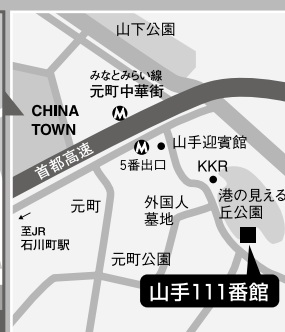 山下公園
みなとみらい線
元町中華街
M
CHINA
TOWN
首都高速
M
5番出口
山手迎賓館
KKR
港の見える
丘公園
外国人
墓地
元町
至JR
石川町駅
元町公園
山手111番館